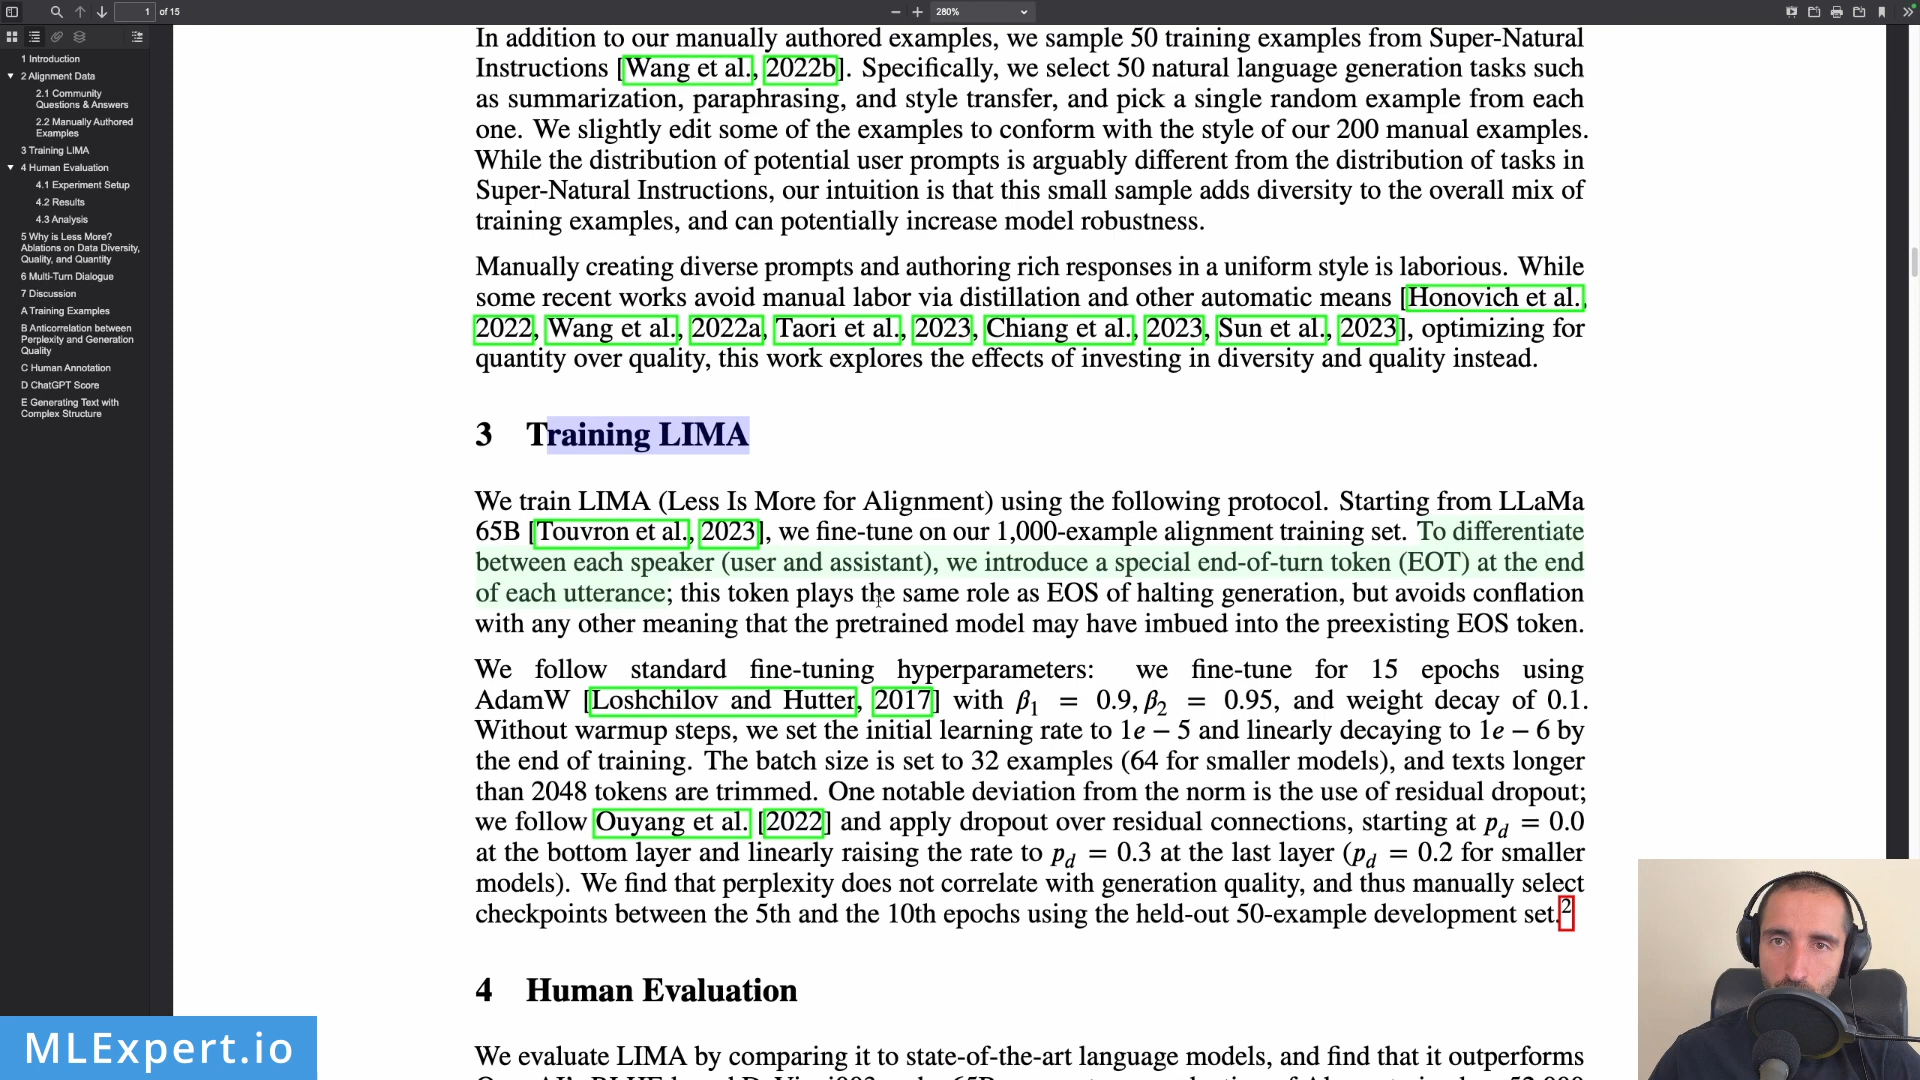 1 of 15
280%
1 Introduction
2 Alignment Data
2.1 Community
Questions & Answers
2.2 Manually Authored
Examples
3 Training LIMA
4 Human Evaluation
4.1 Experiment Setup
4.2 Results
4.3 Analysis
5 Why is Less More?
Ablations on Data Diversity,
Quality, and Quantity
6 Multi-Turn Dialogue
7 Discussion
A Training Examples
B Anticorrelation between
Perplexity and Generation
Quality
C Human Annotation
D ChatGPT Score
E Generating Text with
Complex Structure
In addition to our manually authored examples, we sample 50 training examples from Super-Natural
Instructions [Wang et al., 2022b]. Specifically, we select 50 natural language generation tasks such
as summarization, paraphrasing, and style transfer, and pick a single random example from each
one. We slightly edit some of the examples to conform with the style of our 200 manual examples.
While the distribution of potential user prompts is arguably different from the distribution of tasks in
Super-Natural Instructions, our intuition is that this small sample adds diversity to the overall mix of
training examples, and can potentially increase model robustness.
Manually creating diverse prompts and authoring rich responses in a uniform style is laborious. While
some recent works avoid manual labor via distillation and other automatic means [Honovich et al.,
2022, Wang et al., 2022a, Taori et al., 2023, Chiang et al., 2023, Sun et al., 2023], optimizing for
quantity over quality, this work explores the effects of investing in diversity and quality instead.
3 Training LIMA
We train LIMA (Less Is More for Alignment) using the following protocol. Starting from LLaMa
65B [Touvron et al., 2023], we fine-tune on our 1,000-example alignment training set. To differentiate
between each speaker (user and assistant), we introduce a special end-of-turn token (EOT) at the end
of each utterance; this token plays the same role as EOS of halting generation, but avoids conflation
with any other meaning that the pretrained model may have imbued into the preexisting EOS token.
We follow standard fine-tuning hyperparameters: we fine-tune for 15 epochs using
AdamW [Loshchilov and Hutter, 2017] with β₁ = 0.9, β₂ = 0.95, and weight decay of 0.1.
Without warmup steps, we set the initial learning rate to 1e − 5 and linearly decaying to 1e − 6 by
the end of training. The batch size is set to 32 examples (64 for smaller models), and texts longer
than 2048 tokens are trimmed. One notable deviation from the norm is the use of residual dropout;
we follow Ouyang et al. [2022] and apply dropout over residual connections, starting at p_d = 0.0
at the bottom layer and linearly raising the rate to p_d = 0.3 at the last layer (p_d = 0.2 for smaller
models). We find that perplexity does not correlate with generation quality, and thus manually select
checkpoints between the 5th and the 10th epochs using the held-out 50-example development set.²
4 Human Evaluation
We evaluate LIMA by comparing it to state-of-the-art language models, and find that it outperforms
MLExpert.io